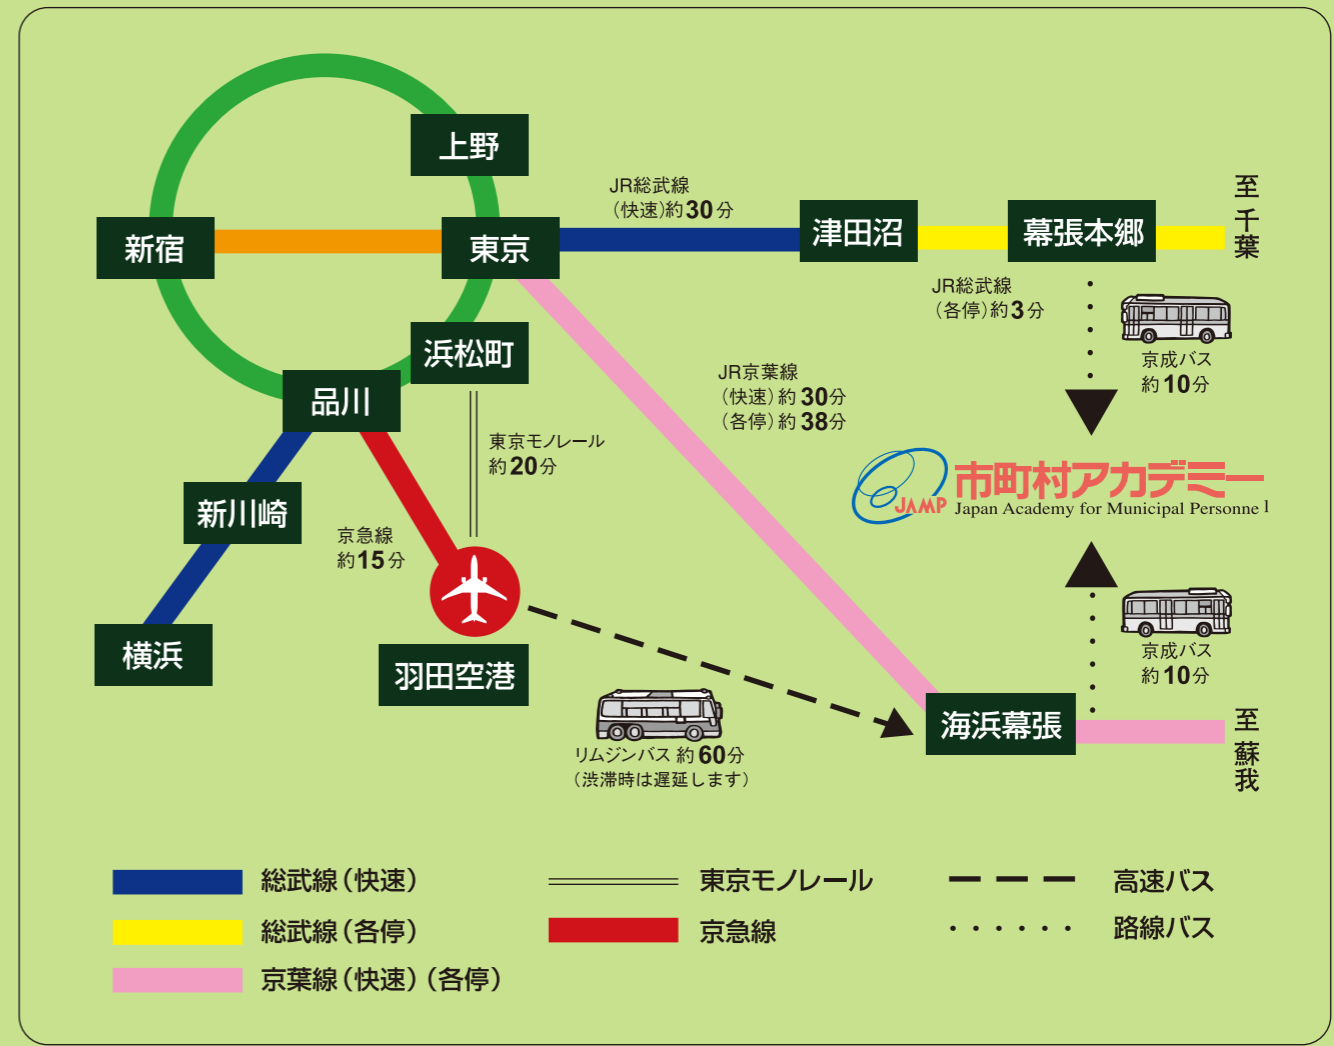 上野
新宿
東京
JR総武線
（快速）約30分
津田沼
幕張本郷
至千葉
JR総武線
（各停）約3分
京成バス
約10分
浜松町
品川
JR京葉線
（快速）約30分
（各停）約38分
東京モノレール
約20分
新川崎
京急線
約15分
JAMP
市町村アカデミー
Japan Academy for Municipal Personnel
横浜
羽田空港
京成バス
約10分
リムジンバス 約60分
（渋滞時は遅延します）
海浜幕張
至蘇我
総武線（快速）
東京モノレール
高速バス
総武線（各停）
京急線
路線バス
京葉線（快速）（各停）